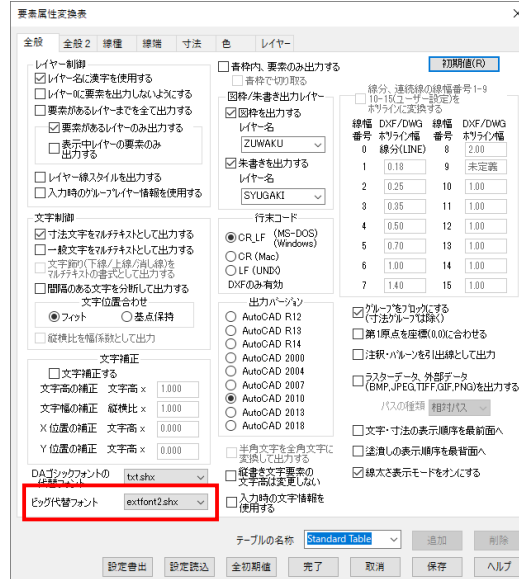 要素属性変換表
全般 全般2 線種 線端 寸法 色 レイヤー
レイヤー制御
レイヤー名に漢字を使用する
レイヤー0に要素を出力しないようにする
要素があるレイヤーまでを全て出力する
要素があるレイヤーのみ出力する
表示中レイヤーの要素のみ
出力する
レイヤー線スタイルを出力する
入力時のグループレイヤー情報を使用する
文字制御
寸法文字をマルチテキストとして出力する
一般文字をマルチテキストとして出力する
文字飾り(下線/上線/消し線)を
マルチテキストの書式として出力する
間隔のある文字を分断して出力する
文字位置合わせ
フィット 基点保持
縦横比を幅係数として出力
文字補正
文字補正する
文字高の補正 文字高 × 1.000
文字幅の補正 縦横比 × 1.000
X 位置の補正 文字高 × 0.000
Y 位置の補正 文字高 × 0.000
DAゴシックフォントの
代替フォント txt.shx
ビッグ代替フォント extfont2.shx
書枠内、要素のみ出力する
書枠で切り取る
図枠/朱書き出力レイヤー
図枠を出力する
レイヤー名
ZUWAKU
朱書きを出力する
レイヤー名
SYUGAKI
行末コード
CR_LF (MS-DOS)
(Windows)
CR (Mac)
LF (UNIX)
DXFのみ有効
出力バージョン
AutoCAD R12
AutoCAD R13
AutoCAD R14
AutoCAD 2000
AutoCAD 2004
AutoCAD 2007
AutoCAD 2010
AutoCAD 2013
AutoCAD 2018
半角文字を全角文字に
変換して出力する
縦書き文字要素の
文字高は変更しない
入力時の文字情報を
使用する
初期値(R)
線分、連続線の線幅番号1-9
10-15(ユーザー設定)を
ポリラインに変換する
線幅 DXF/DWG 線幅 DXF/DWG
番号 ポリライン幅 番号 ポリライン幅
0 線分(LINE) 8 2.00
1 0.18 9 未定義
2 0.25 10 1.00
3 0.35 11 1.00
4 0.50 12 1.00
5 0.70 13 1.00
6 1.00 14 1.00
7 1.40 15 1.00
グループをブロックにする
(寸法グループは除く)
第1原点を座標(0,0)に合わせる
注釈・バルーンを引出線として出力
ラスターデータ、外部データ
(BMP,JPEG,TIFF,GIF,PNG)を出力する
パスの種類 相対パス
文字・寸法の表示順序を最前面へ
塗潰しの表示順序を最背面へ
線太さ表示モードをオンにする
テーブルの名称 Standard Table 追加 削除
設定書出 設定読込 全初期値 完了 取消 保存 ヘルプ